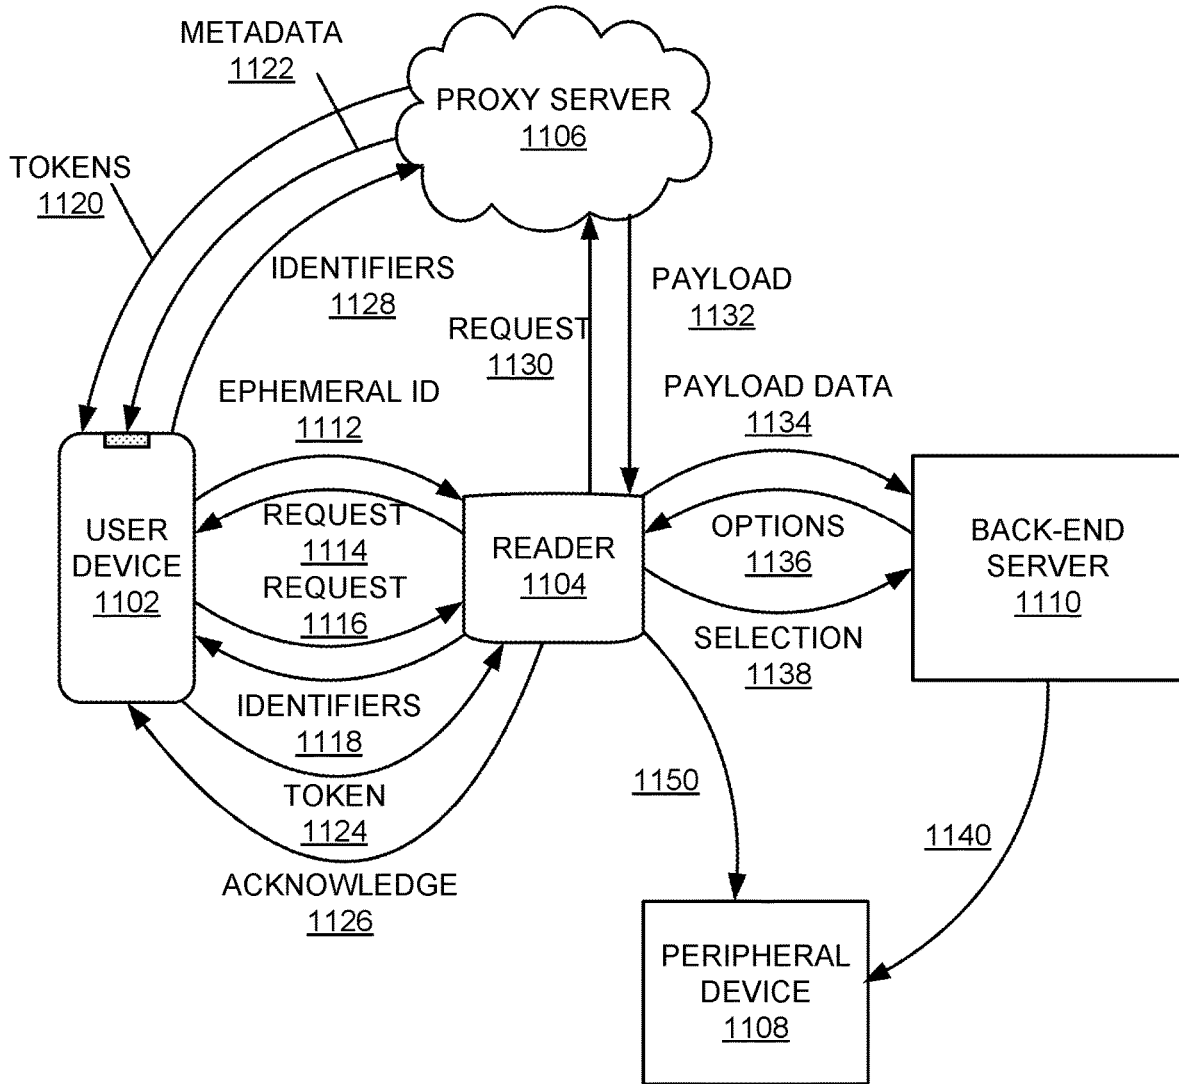 METADATA
1122
PROXY SERVER
1106
TOKENS
1120
IDENTIFIERS
1128
PAYLOAD
1132
REQUEST
1130
EPHEMERAL ID
1112
PAYLOAD DATA
1134
USER
DEVICE
1102
REQUEST
1114
REQUEST
1116
READER
1104
OPTIONS
1136
BACK-END
SERVER
1110
SELECTION
1138
IDENTIFIERS
1118
TOKEN
1124
ACKNOWLEDGE
1126
1150
1140
PERIPHERAL
DEVICE
1108